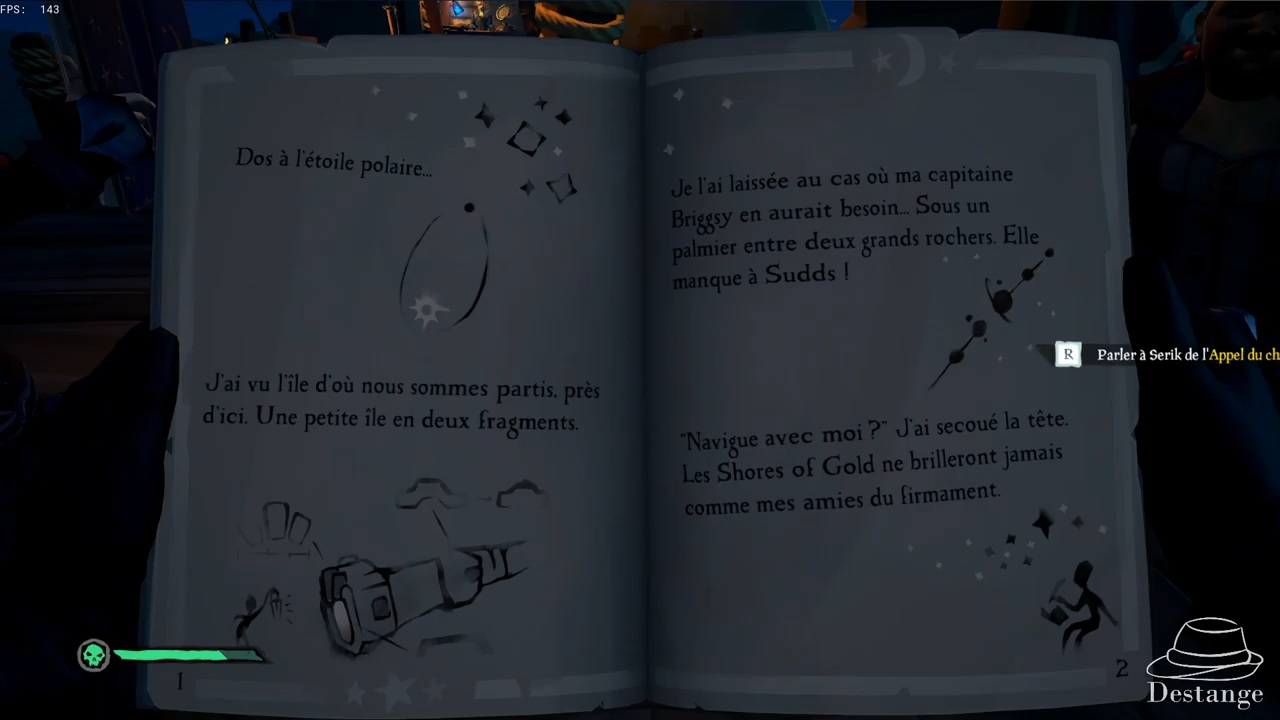 FPS: 143
Dos à l'étoile polaire...
J'ai vu l'île d'où nous sommes partis, près
d'ici. Une petite île en deux fragments.
1
Je l'ai laissée au cas où ma capitaine
Briggsy en aurait besoin... Sous un
palmier entre deux grands rochers. Elle
manque à Sudds !
"Navigue avec moi ?" J'ai secoué la tête.
Les Shores of Gold ne brilleront jamais
comme mes amies du firmament.
2
R Parler à Serik de l'Appel du ch
Destange